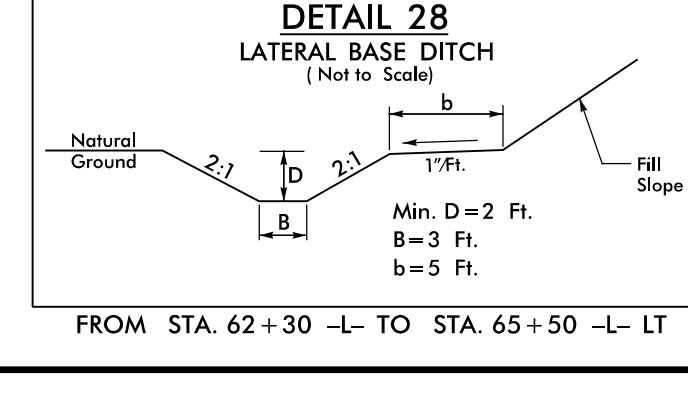 DETAIL 28
LATERAL BASE DITCH
( Not to Scale)
b
Natural
Ground
2:1
D
2:1
1"/Ft.
Fill
Slope
B
Min. D=2 Ft.
B=3 Ft.
b=5 Ft.
FROM STA. 62+30 -L- TO STA. 65+50 -L- LT